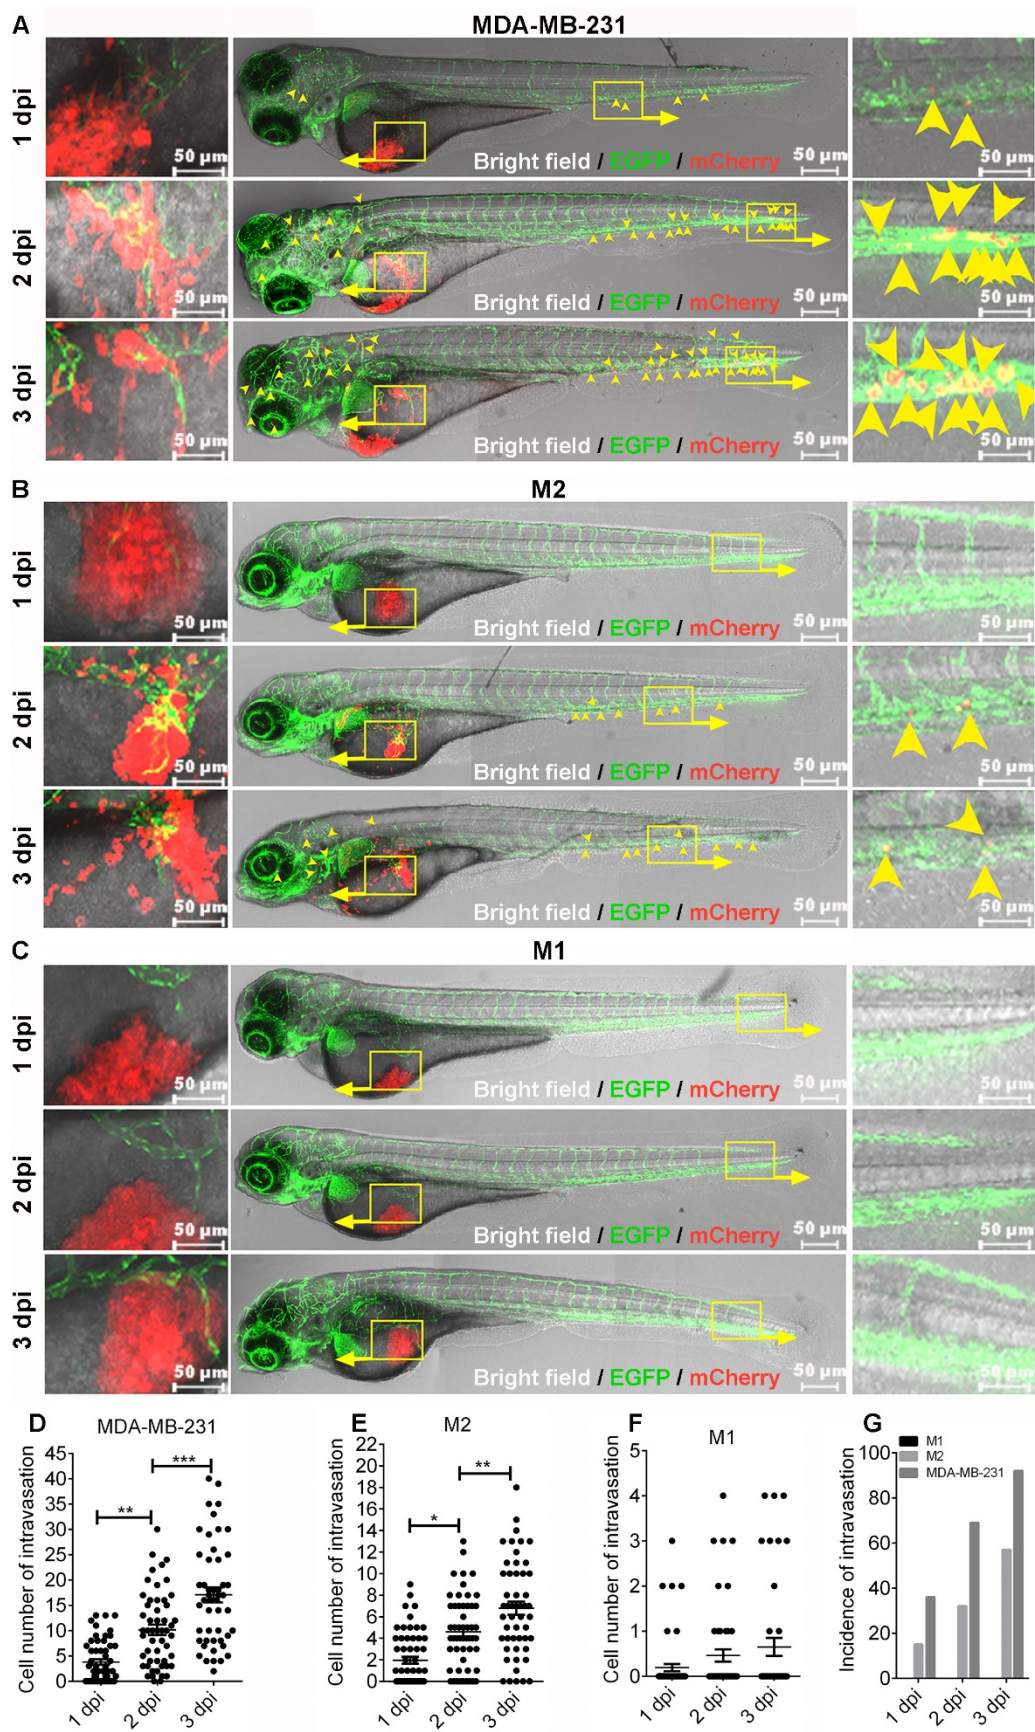 A MDA-MB-231
1 dpi
50 µm
Bright field / EGFP / mCherry
50 µm
50 µm
2 dpi
50 µm
Bright field / EGFP / mCherry
50 µm
50 µm
3 dpi
50 µm
Bright field / EGFP / mCherry
50 µm
50 µm
B M2
1 dpi
50 µm
Bright field / EGFP / mCherry
50 µm
50 µm
2 dpi
50 µm
Bright field / EGFP / mCherry
50 µm
50 µm
3 dpi
50 µm
Bright field / EGFP / mCherry
50 µm
50 µm
C M1
1 dpi
50 µm
Bright field / EGFP / mCherry
50 µm
50 µm
2 dpi
50 µm
Bright field / EGFP / mCherry
50 µm
50 µm
3 dpi
50 µm
Bright field / EGFP / mCherry
50 µm
50 µm
D MDA-MB-231
Cell number of intravasation
45
40
35
30
25
20
15
10
5
0
** ***
1 dpi 2 dpi 3 dpi
E M2
Cell number of intravasation
22
20
18
16
14
12
10
8
6
4
2
0
* **
1 dpi 2 dpi 3 dpi
F M1
Cell number of intravasation
5
4
3
2
1
0
1 dpi 2 dpi 3 dpi
G
M1
M2
MDA-MB-231
Incidence of intravasation
100
80
60
40
20
0
1 dpi 2 dpi 3 dpi